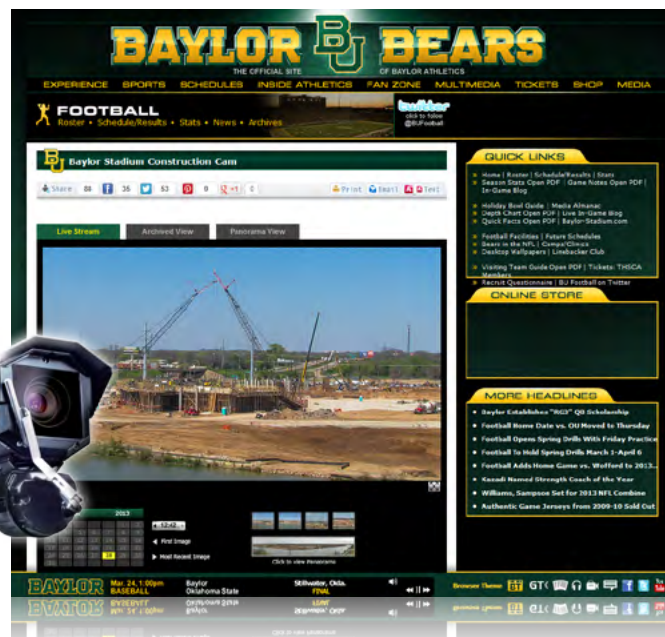 BAYLOR BU BEARS
THE OFFICIAL SITE OF BAYLOR ATHLETICS
EXPERIENCE SPORTS SCHEDULES INSIDE ATHLETICS FAN ZONE MULTIMEDIA TICKETS SHOP MEDIA
FOOTBALL
Roster • Schedule/Results • Stats • News • Archives
twitter
click to follow
@BUFootball
Baylor Stadium Construction Cam
Share 88 35 53 0 +1 0 Print Email Text
Live Stream Archived View Panorama View
QUICK LINKS
» Home | Roster | Schedule/Results | Stats
» Season Stats Open PDF | Game Notes Open PDF |
In-Game Blog
» Holiday Bowl Guide | Media Almanac
» Depth Chart Open PDF | Live In-Game Blog
» Quick Facts Open PDF | Baylor-Stadium.com
» Football Facilities | Future Schedules
» Bears in the NFL | Camps/Clinics
» Desktop Wallpapers | Linebacker Club
» Visiting Team Guide Open PDF | Tickets: THSCA
Members
» Recruit Questionnaire | BU Football on Twitter
ONLINE STORE
MORE HEADLINES
• Baylor Establishes "RG3" QB Scholarship
• Football Home Date vs. OU Moved to Thursday
• Football Opens Spring Drills With Friday Practice
• Football To Hold Spring Drills March 1-April 6
• Football Adds Home Game vs. Wofford to 2013...
• Kazadi Named Strength Coach of the Year
• Williams, Sampson Set for 2013 NFL Combine
• Authentic Game Jerseys from 2009-10 Sold Out
2013
12:42
First Image
Most Recent Image
Click to view Panorama
BAYLOR
Mar. 24, 1:00pm
BASEBALL
Baylor
Oklahoma State
Stillwater, Okla.
FINAL
Browser Theme